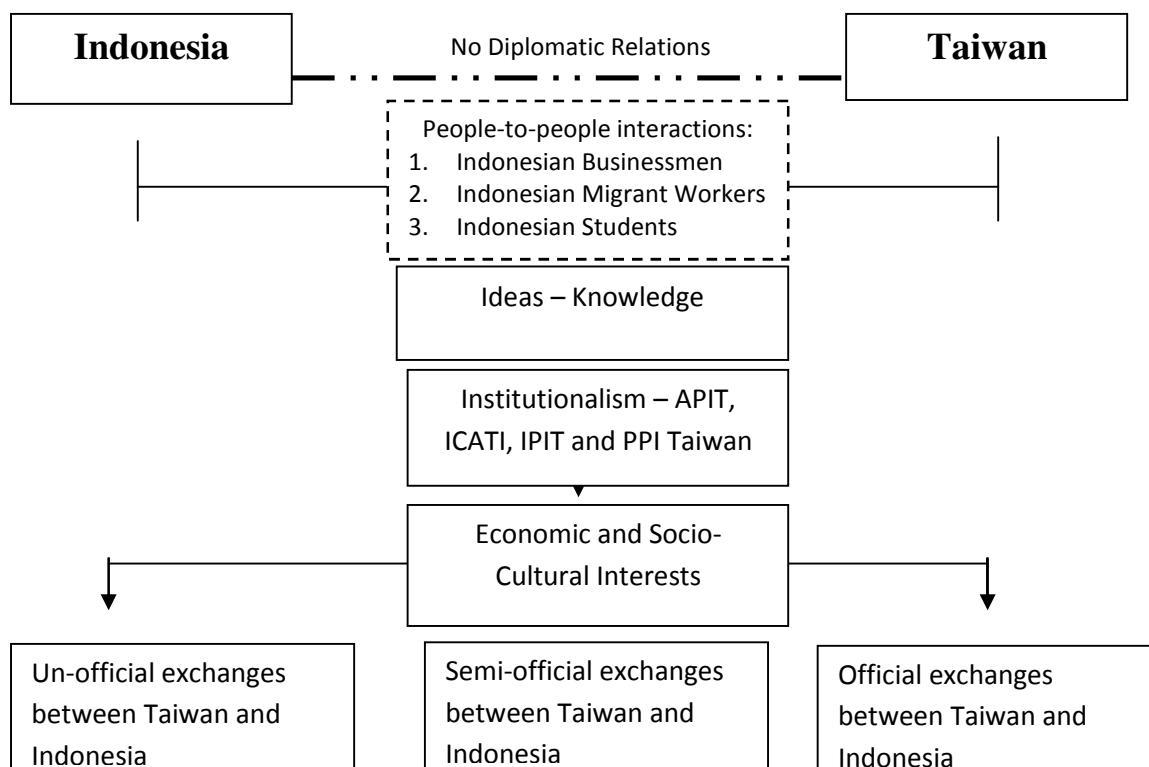 Indonesia
No Diplomatic Relations
Taiwan
People-to-people interactions:
1. Indonesian Businessmen
2. Indonesian Migrant Workers
3. Indonesian Students
Ideas – Knowledge
Institutionalism – APIT,
ICATI, IPIT and PPI Taiwan
Economic and Socio-
Cultural Interests
Un-official exchanges
between Taiwan and
Indonesia
Semi-official exchanges
between Taiwan and
Indonesia
Official exchanges
between Taiwan and
Indonesia